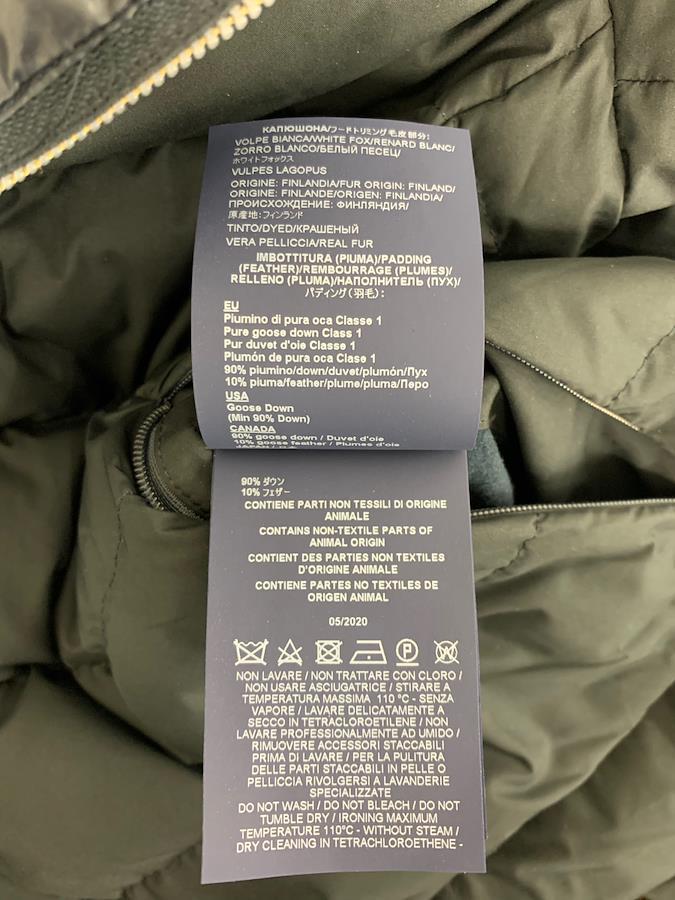 КАПЮШОНА/フードトリミング毛皮部分:
VOLPE BIANCA/WHITE FOX/RENARD BLANC/
ZORRO BLANCO/БЕЛЫЙ ПЕСЕЦ/
ホワイトフォックス
VULPES LAGOPUS
ORIGINE: FINLANDIA/FUR ORIGIN: FINLAND/
ORIGINE: FINLANDE/ORIGEN: FINLANDIA/
ПРОИСХОЖДЕНИЕ: ФИНЛЯНДИЯ/
原産地:フィンランド
TINTO/DYED/КРАШЕНЫЙ
VERA PELLICCIA/REAL FUR
IMBOTTITURA (PIUMA)/PADDING
(FEATHER)/REMBOURRAGE (PLUMES)/
RELLENO (PLUMA)/НАПОЛНИТЕЛЬ (ПУХ)/
パディング(羽毛):
EU
Piumino di pura oca Classe 1
Pure goose down Class 1
Pur duvet d'oie Classe 1
Plumón de pura oca Classe 1
90% piumino/down/duvet/plumón/Пух
10% piuma/feather/plume/pluma/Перо
USA
Goose Down
(Min 90% Down)
CANADA
90% goose down / Duvet d'oie
10% goose feather / Plumes d'oie
90% ダウン
10% フェザー
CONTIENE PARTI NON TESSILI DI ORIGINE
ANIMALE
CONTAINS NON-TEXTILE PARTS OF
ANIMAL ORIGIN
CONTIENT DES PARTIES NON TEXTILES
D'ORIGINE ANIMALE
CONTIENE PARTES NO TEXTILES DE
ORIGEN ANIMAL
05/2020
P
W
NON LAVARE / NON TRATTARE CON CLORO /
NON USARE ASCIUGATRICE / STIRARE A
TEMPERATURA MASSIMA 110 °C - SENZA
VAPORE / LAVARE DELICATAMENTE A
SECCO IN TETRACLOROETILENE / NON
LAVARE PROFESSIONALMENTE AD UMIDO /
RIMUOVERE ACCESSORI STACCABILI
PRIMA DI LAVARE / PER LA PULITURA
DELLE PARTI STACCABILI IN PELLE O
PELLICCIA RIVOLGERSI A LAVANDERIE
SPECIALIZZATE
DO NOT WASH / DO NOT BLEACH / DO NOT
TUMBLE DRY / IRONING MAXIMUM
TEMPERATURE 110°C - WITHOUT STEAM /
DRY CLEANING IN TETRACHLOROETHENE -